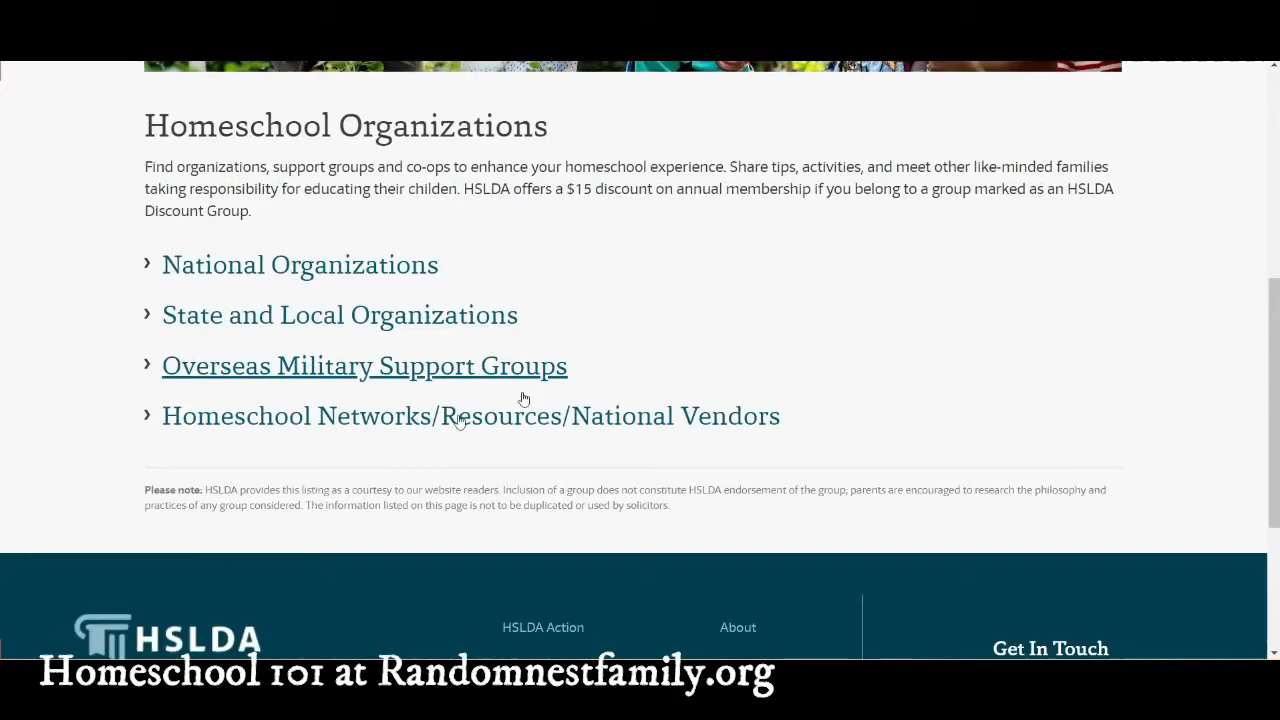 Homeschool Organizations
Find organizations, support groups and co-ops to enhance your homeschool experience. Share tips, activities, and meet other like-minded families
taking responsibility for educating their childen. HSLDA offers a $15 discount on annual membership if you belong to a group marked as an HSLDA
Discount Group.
National Organizations
State and Local Organizations
Overseas Military Support Groups
Homeschool Networks/Resources/National Vendors
Please note: HSLDA provides this listing as a courtesy to our website readers. Inclusion of a group does not constitute HSLDA endorsement of the group; parents are encouraged to research the philosophy and
practices of any group considered. The information listed on this page is not to be duplicated or used by solicitors.
HSLDA
HSLDA Action
About
Get In Touch
Homeschool 101 at Randomnestfamily.org